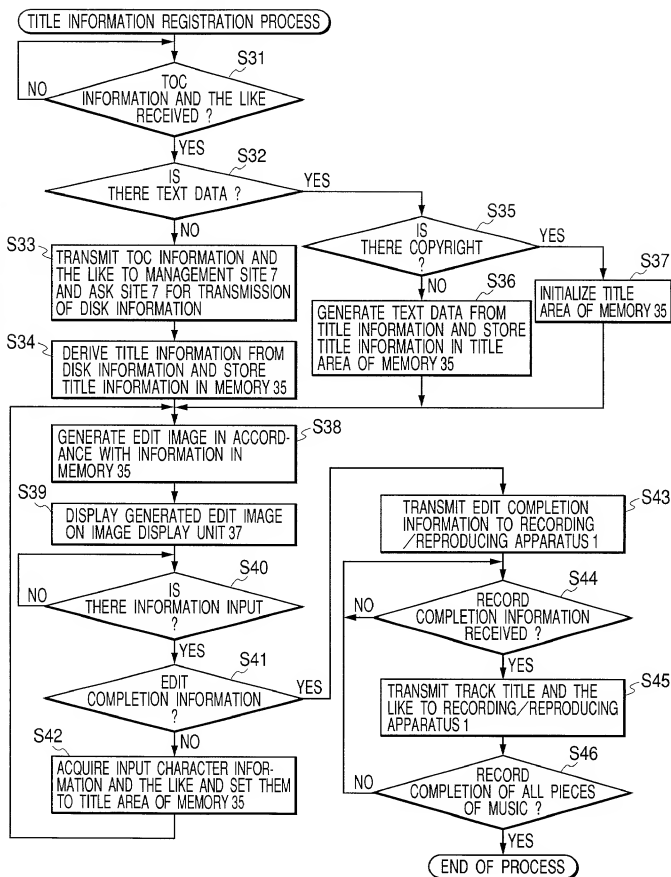 TITLE INFORMATION REGISTRATION PROCESS
S31
TOC
INFORMATION AND THE LIKE
RECEIVED ?
NO
YES
S32
IS
THERE TEXT DATA ?
YES
NO
S33
TRANSMIT TOC INFORMATION AND
THE LIKE TO MANAGEMENT SITE 7
AND ASK SITE 7 FOR TRANSMISSION
OF DISK INFORMATION
S34
DERIVE TITLE INFORMATION FROM
DISK INFORMATION AND STORE
TITLE INFORMATION IN MEMORY 35
S35
IS
THERE COPYRIGHT
?
YES
NO
S36
GENERATE TEXT DATA FROM
TITLE INFORMATION AND STORE
TITLE INFORMATION IN TITLE
AREA OF MEMORY 35
S37
INITIALIZE TITLE
AREA OF MEMORY 35
S38
GENERATE EDIT IMAGE IN ACCORD-
ANCE WITH INFORMATION IN
MEMORY 35
S39
DISPLAY GENERATED EDIT IMAGE
ON IMAGE DISPLAY UNIT 37
S40
IS
THERE INFORMATION INPUT
?
NO
YES
S41
EDIT
COMPLETION INFORMATION
?
YES
NO
S42
ACQUIRE INPUT CHARACTER INFOR-
MATION AND THE LIKE AND SET THEM
TO TITLE AREA OF MEMORY 35
S43
TRANSMIT EDIT COMPLETION
INFORMATION TO RECORDING
/REPRODUCING APPARATUS 1
S44
RECORD
COMPLETION INFORMATION
RECEIVED ?
NO
YES
S45
TRANSMIT TRACK TITLE AND THE
LIKE TO RECORDING/REPRODUCING
APPARATUS 1
S46
RECORD
COMPLETION OF ALL PIECES
OF MUSIC ?
NO
YES
END OF PROCESS